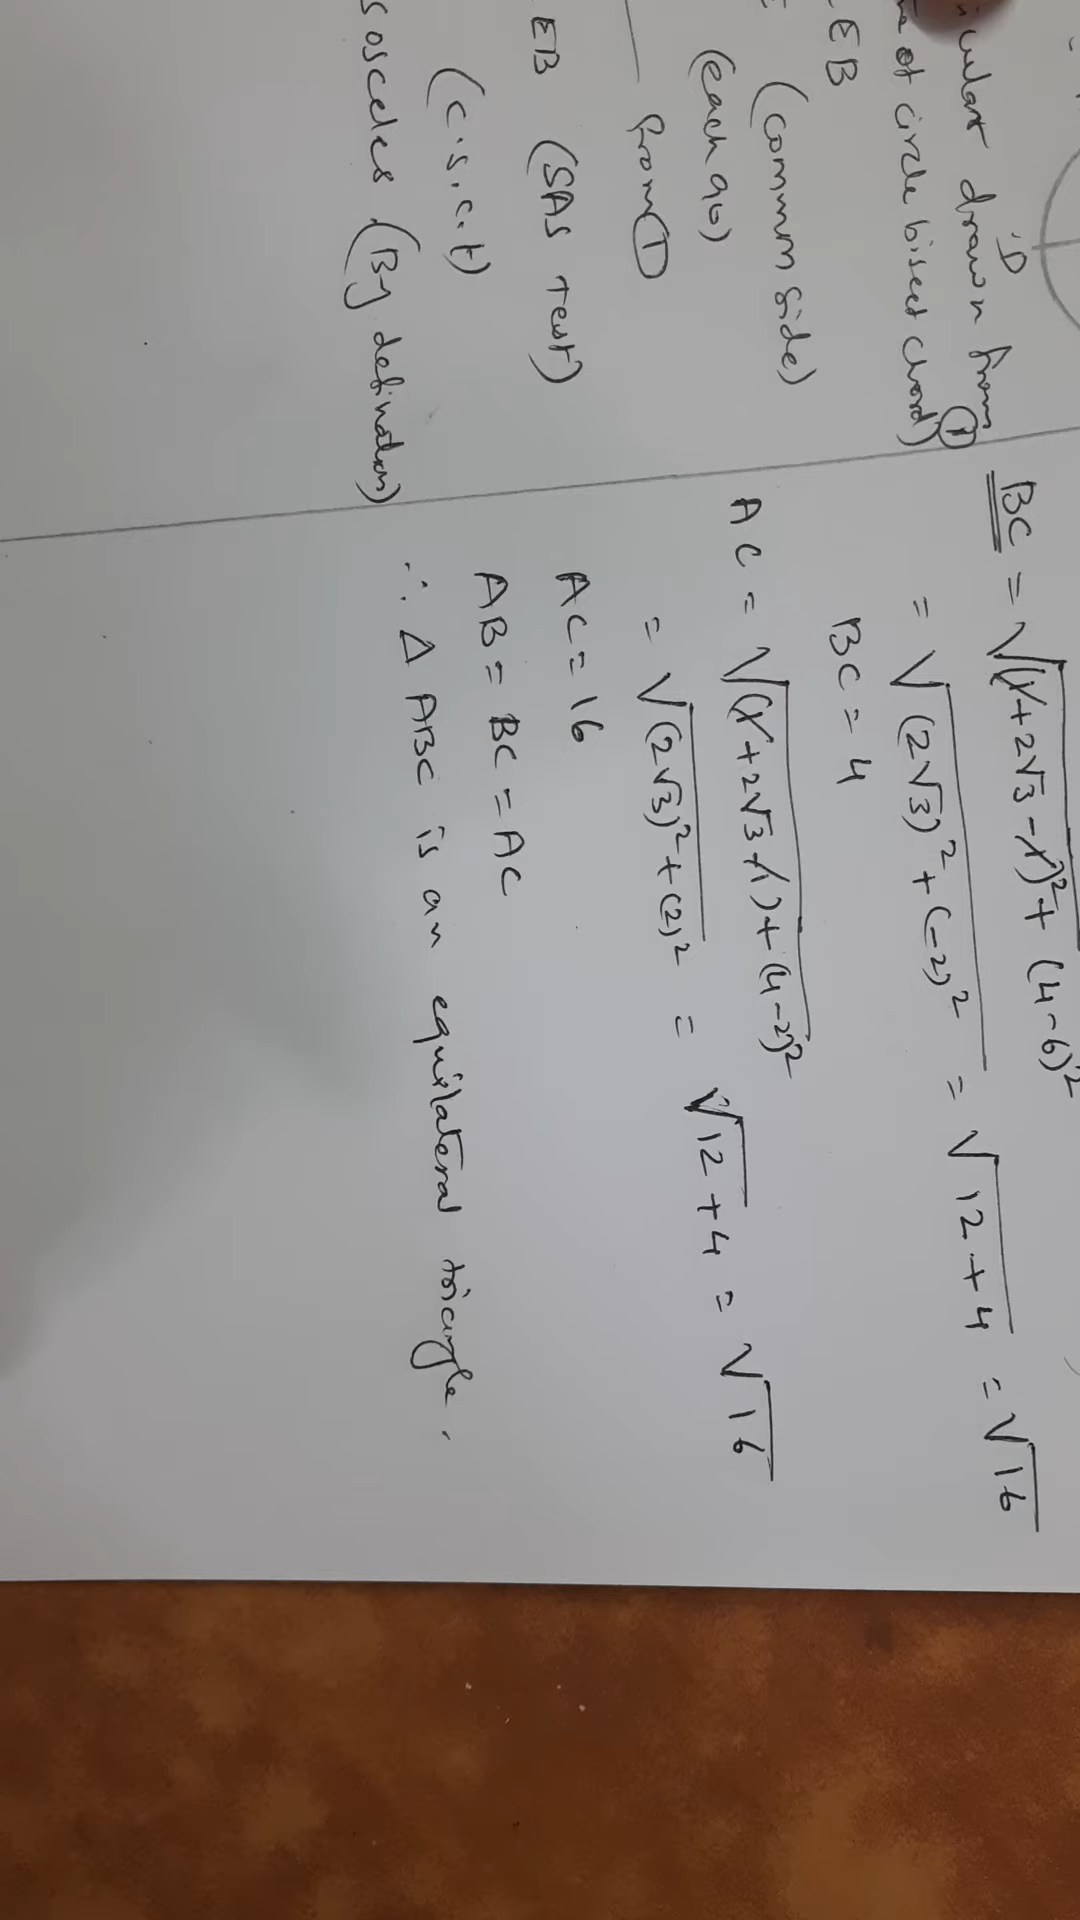 'D
cular drawn from
e of circle bisect chord) ①
EB
(common side)
(each 90)
from ①
EB (SAS test)
(c.s.c.t)
sosceles (By defination)
BC = √(1+2√3-1)² + (4-6)²
= √(2√3)² + (-2)² = √12+4 = √16
BC = 4
AC = √(1+2√3-1) + (4-2)²
= √(2√3)² + (2)² = √12+4 = √16
AC = 16
AB = BC = AC
∴ Δ ABC is an equilateral triangle.